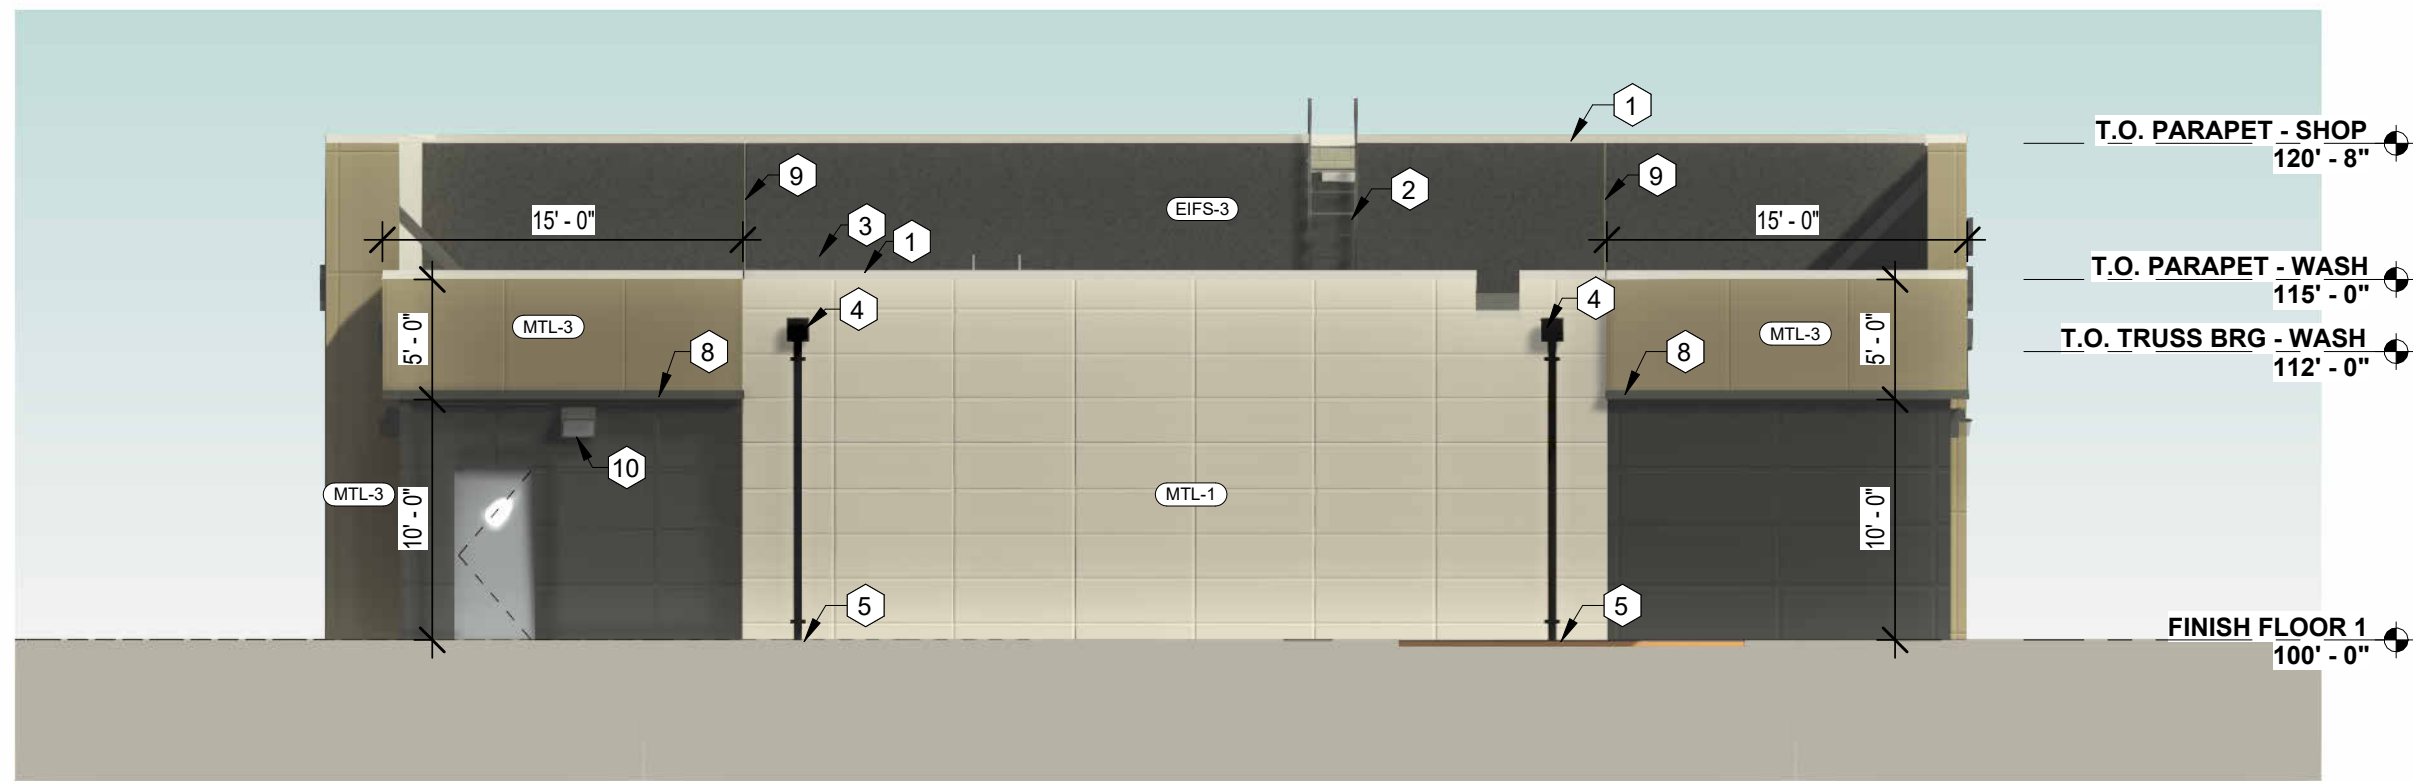 1
T.O. PARAPET - SHOP
120' - 8"
9
9
2
EIFS-3
15' - 0"
15' - 0"
3
1
T.O. PARAPET - WASH
115' - 0"
4
4
MTL-3
MTL-3
5' - 0"
5' - 0"
8
8
T.O. TRUSS BRG - WASH
112' - 0"
10
MTL-3
MTL-1
10' - 0"
10' - 0"
5
5
FINISH FLOOR 1
100' - 0"